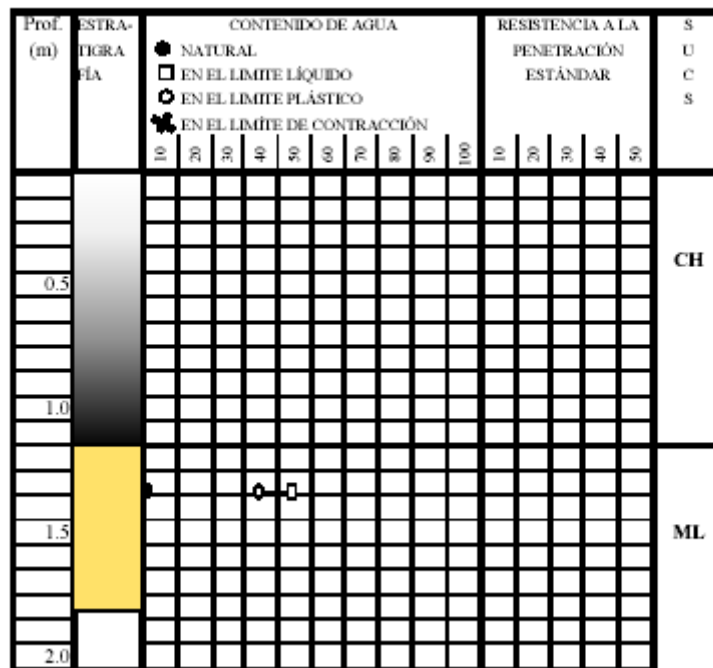 Prof.
(m)
ESTRA-
TIGRA
FÍA
CONTENIDO DE AGUA
NATURAL
EN EL LIMITE LÍQUIDO
EN EL LIMITE PLÁSTICO
EN EL LIMÍTE DE CONTRACCIÓN
10 20 30 40 50 60 70 80 90 100
RESISTENCIA A LA
PENETRACIÓN
ESTÁNDAR
10 20 30 40 50
S
U
C
S
CH
0.5
1.0
1.5
ML
2.0